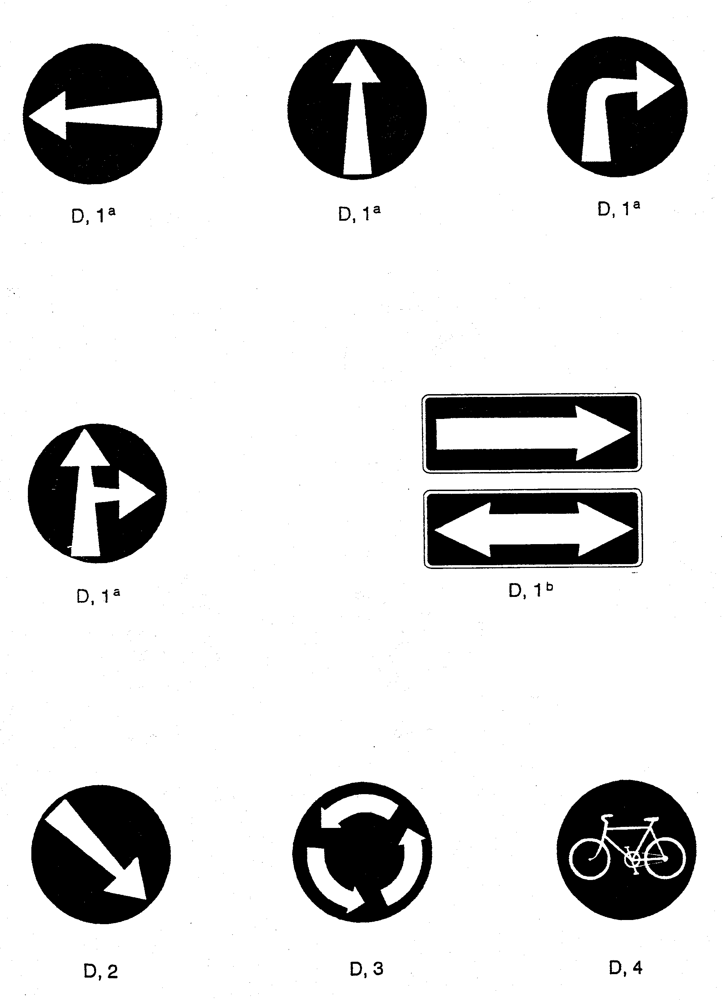 D, 1ª
D, 1ª
D, 1ª
D, 1ª
D, 1ᵇ
D, 2
D, 3
D, 4